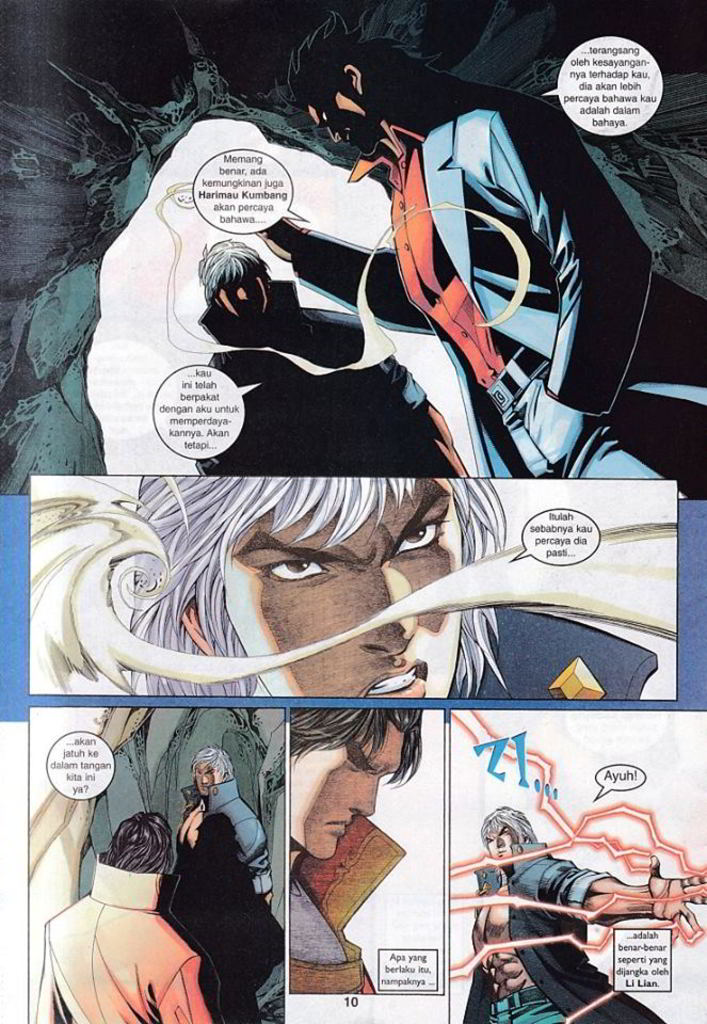 Memang
benar, ada
kemungkinan juga
Harimau Kumbang
akan percaya
bahawa....
...kau
ini telah
berpakat
dengan aku untuk
memperdaya-
kannya. Akan
tetapi...
...terangsang
oleh kesayangan-
nya terhadap kau,
dia akan lebih
percaya bahawa kau
adalah dalam
bahaya.
Itulah
sebabnya kau
percaya dia
pasti...
...akan
jatuh ke
dalam tangan
kita ini
ya?
Apa yang
berlaku itu,
nampaknya ...
ZI...
Ayuh!
...adalah
benar-benar
seperti yang
dijangka oleh
Li Lian.
10